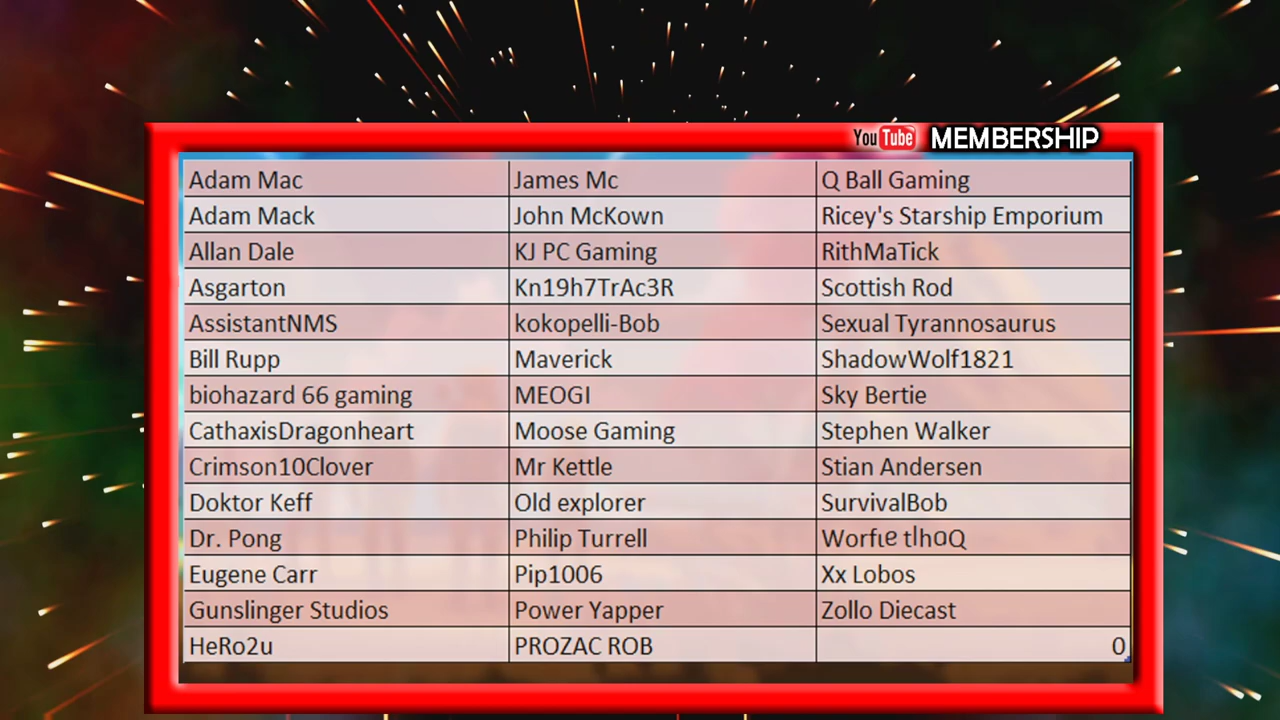 YouTube MEMBERSHIP
Adam Mac James Mc Q Ball Gaming
Adam Mack John McKown Ricey's Starship Emporium
Allan Dale KJ PC Gaming RithMaTick
Asgarton Kn19h7TrAc3R Scottish Rod
AssistantNMS kokopelli-Bob Sexual Tyrannosaurus
Bill Rupp Maverick ShadowWolf1821
biohazard 66 gaming MEOGI Sky Bertie
CathaxisDragonheart Moose Gaming Stephen Walker
Crimson10Clover Mr Kettle Stian Andersen
Doktor Keff Old explorer SurvivalBob
Dr. Pong Philip Turrell Worfιe tlhaQ
Eugene Carr Pip1006 Xx Lobos
Gunslinger Studios Power Yapper Zollo Diecast
HeRo2u PROZAC ROB 0